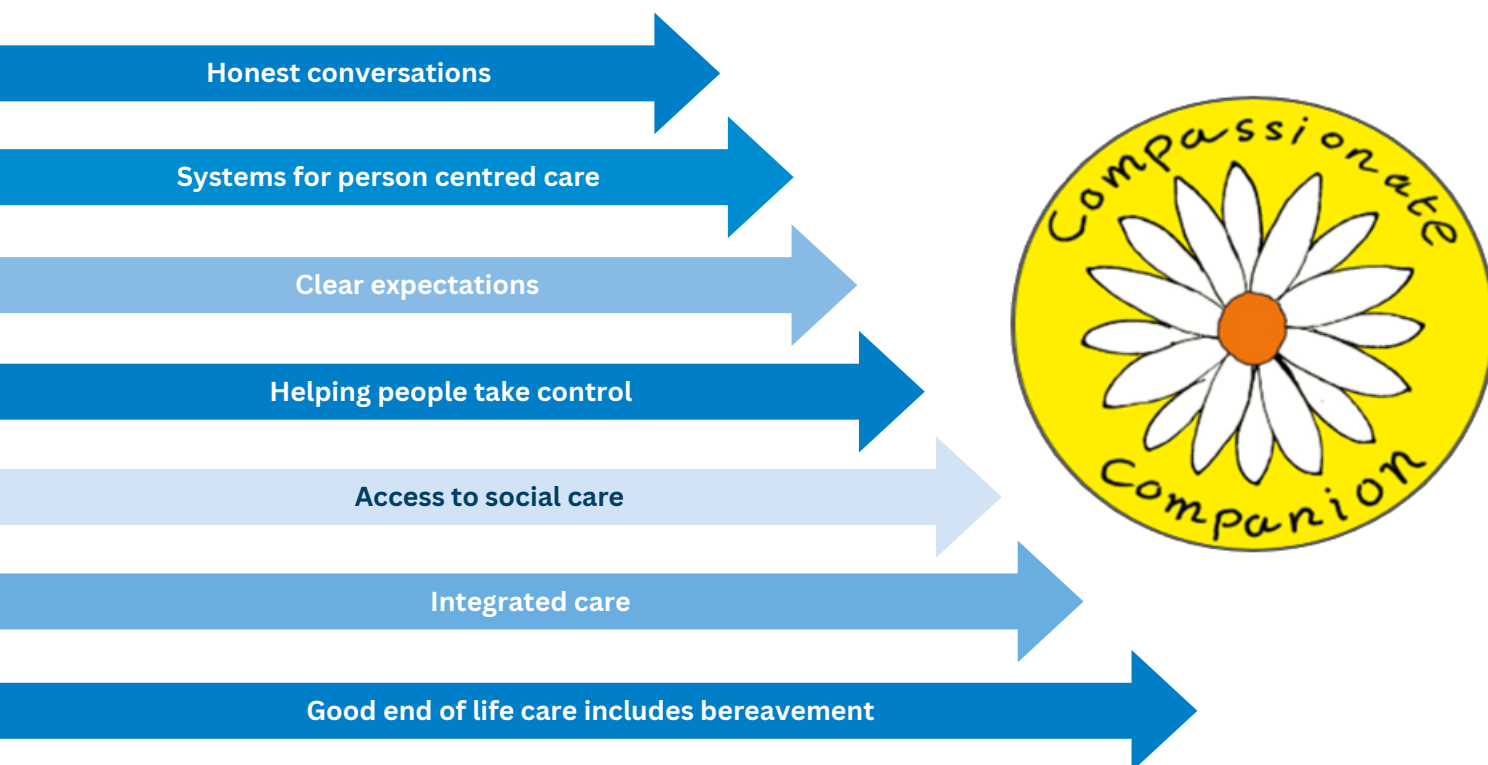 Honest conversations
Systems for person centred care
Clear expectations
Helping people take control
Access to social care
Integrated care
Good end of life care includes bereavement
Compassionate
Companion